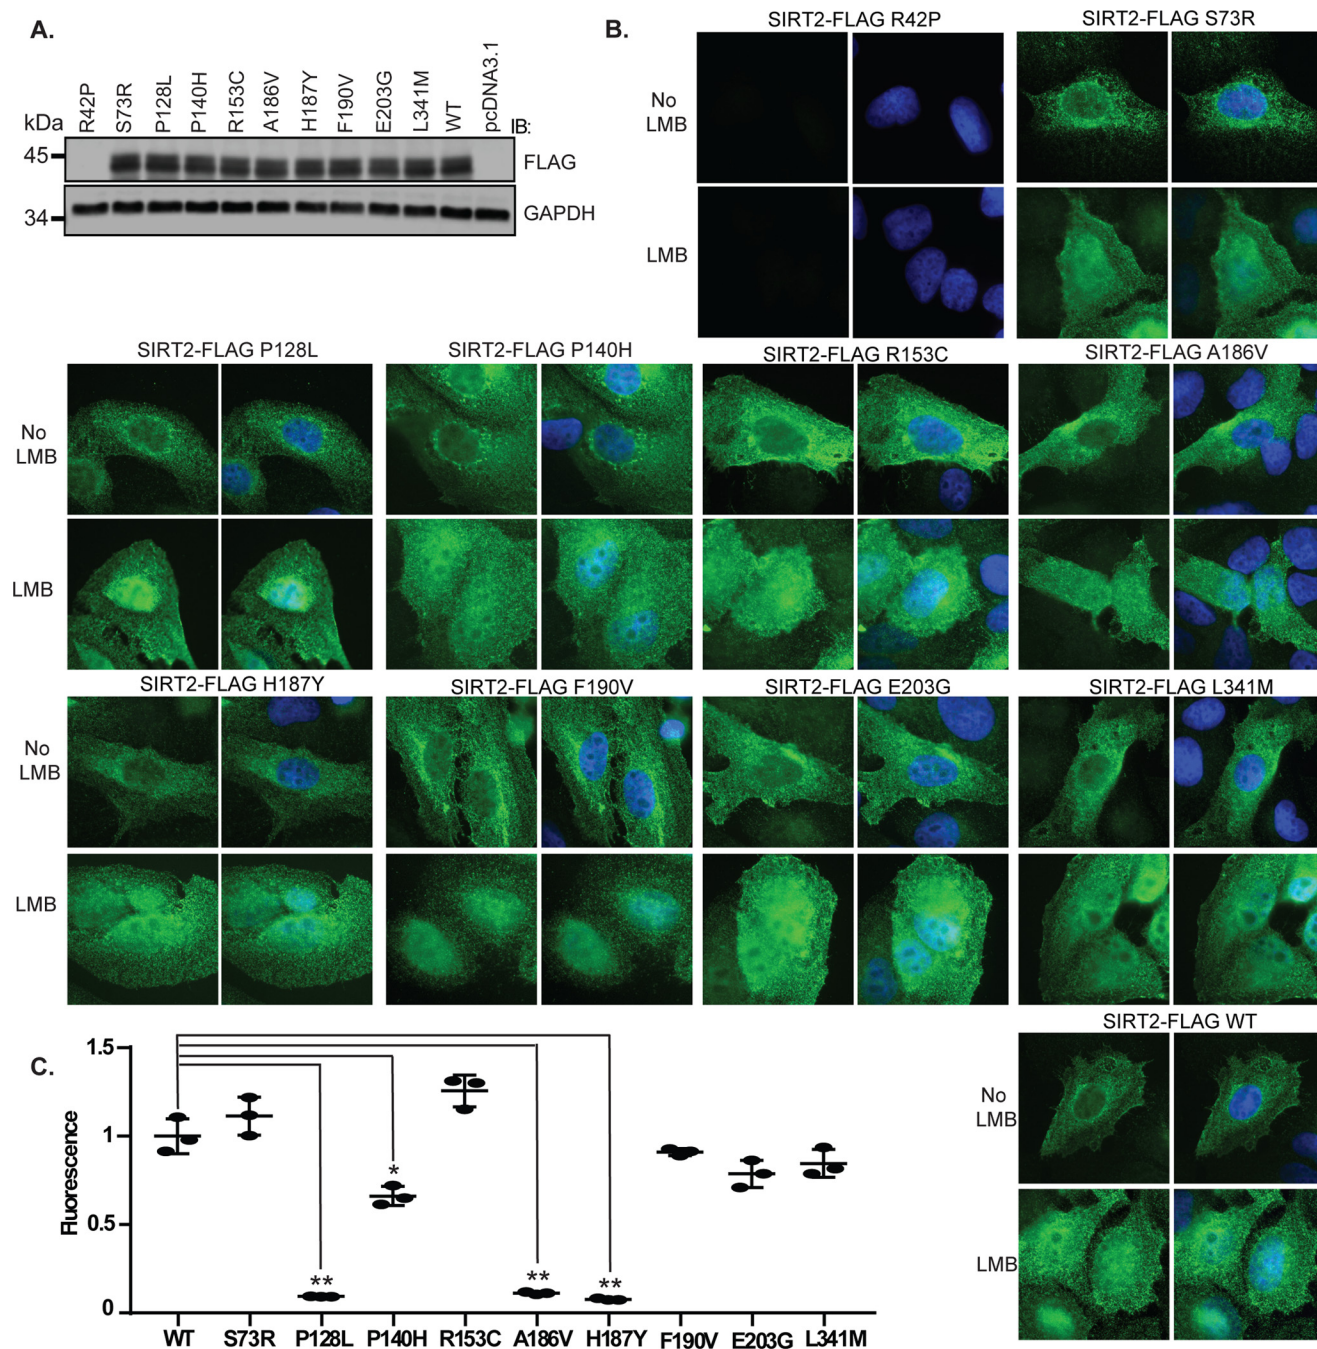 A.
R42P S73R P128L P140H R153C A186V H187Y F190V E203G L341M WT pcDNA3.1
kDa IB:
45 FLAG
34 GAPDH
B.
SIRT2-FLAG R42P SIRT2-FLAG S73R
No
LMB
LMB
SIRT2-FLAG P128L SIRT2-FLAG P140H SIRT2-FLAG R153C SIRT2-FLAG A186V
No
LMB
LMB
SIRT2-FLAG H187Y SIRT2-FLAG F190V SIRT2-FLAG E203G SIRT2-FLAG L341M
No
LMB
LMB
SIRT2-FLAG WT
No
LMB
LMB
C.
Fluorescence
1.5
1
0.5
0
*
** ** **
WT S73R P128L P140H R153C A186V H187Y F190V E203G L341M